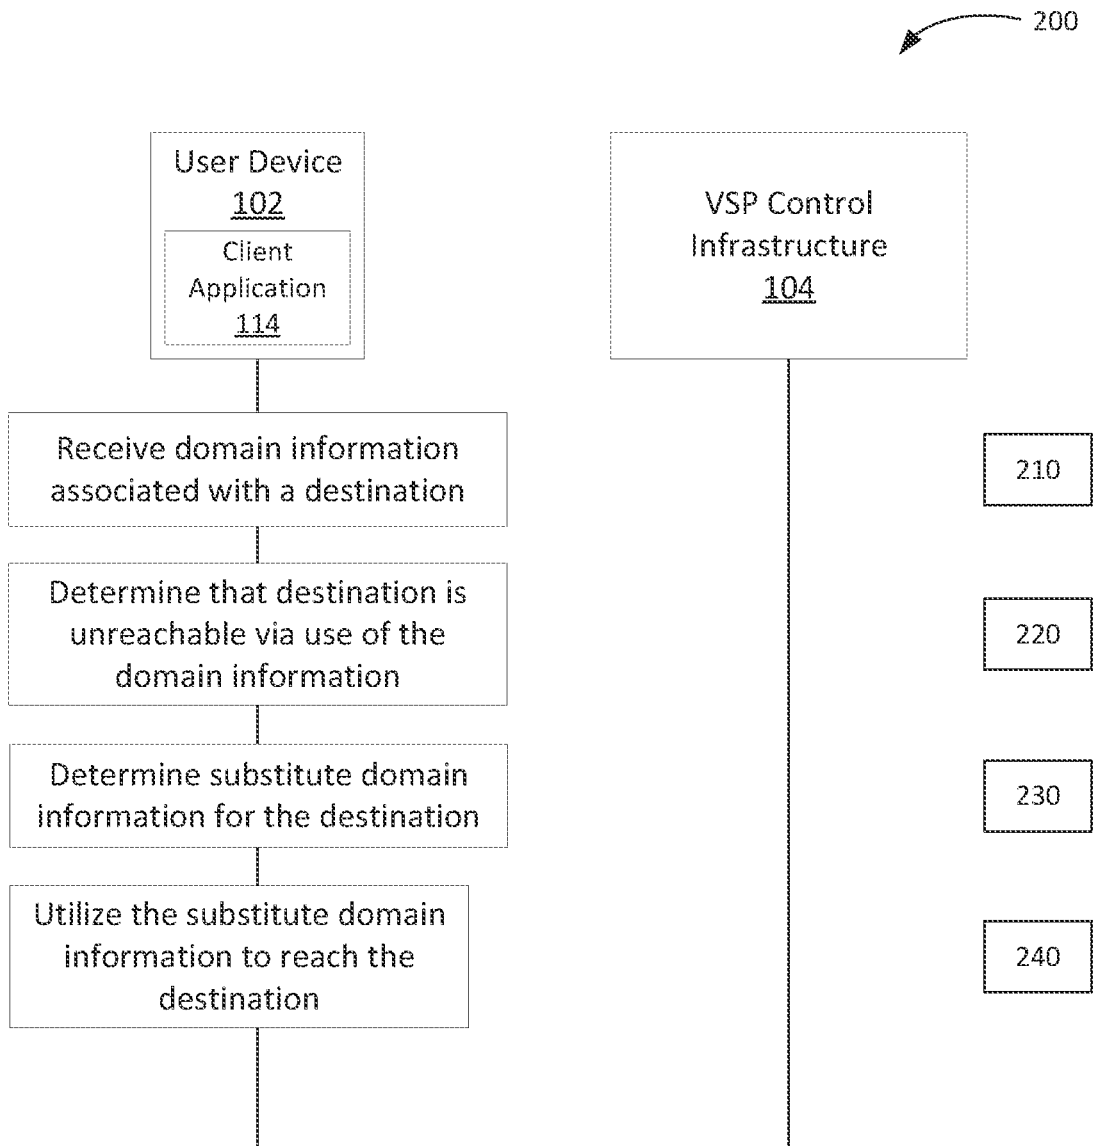 200
User Device
102
Client
Application
114
VSP Control
Infrastructure
104
Receive domain information
associated with a destination
210
Determine that destination is
unreachable via use of the
domain information
220
Determine substitute domain
information for the destination
230
Utilize the substitute domain
information to reach the
destination
240